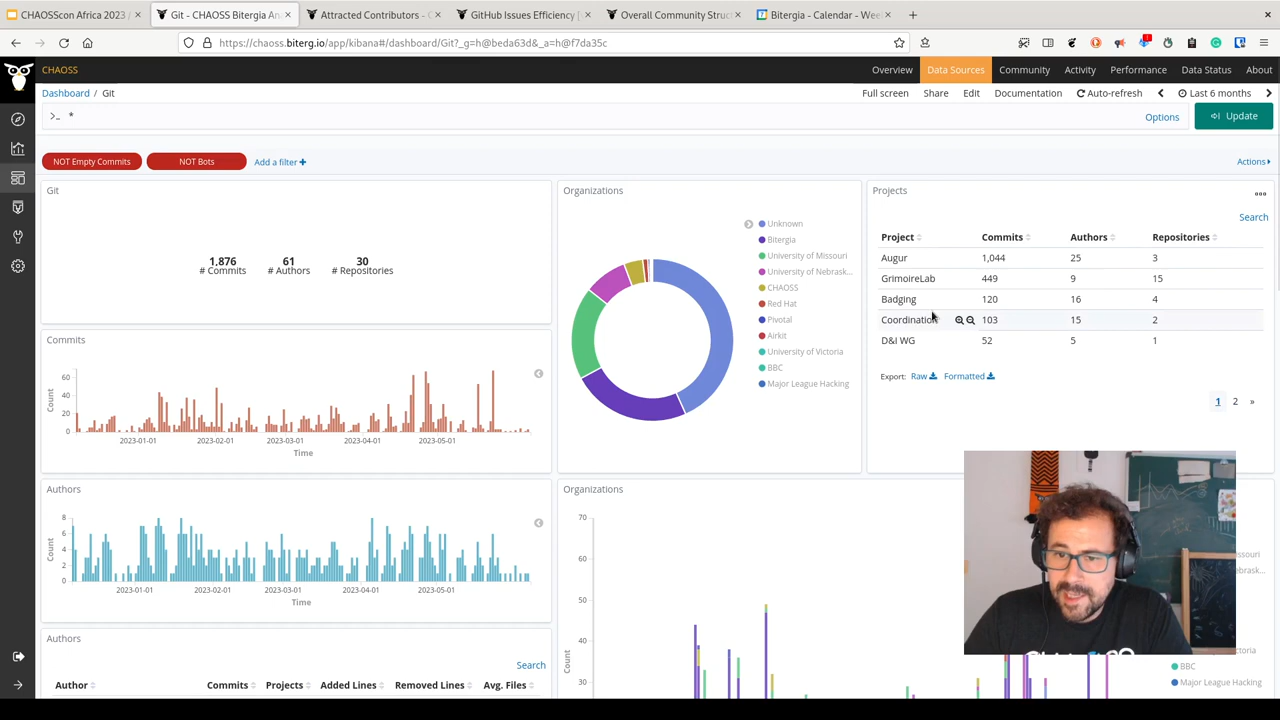 CHAOSScon Africa 2023 /
Git - CHAOSS Bitergia An
Attracted Contributors - C
GitHub Issues Efficiency [
Overall Community Struc
Bitergia - Calendar - Wee
https://chaoss.biterg.io/app/kibana#/dashboard/Git?_g=h@beda63d&_a=h@f7da35c
CHAOSS
Overview Data Sources Community Activity Performance Data Status About
Dashboard / Git
Full screen Share Edit Documentation Auto-refresh Last 6 months
>_ *
Options
Update
NOT Empty Commits NOT Bots Add a filter +
Actions
Git
1,876 61 30
# Commits # Authors # Repositories
Commits
Count
60
40
20
0
2023-01-01 2023-02-01 2023-03-01 2023-04-01 2023-05-01
Time
Authors
Count
8
6
4
2
0
2023-01-01 2023-02-01 2023-03-01 2023-04-01 2023-05-01
Time
Authors
Search
Author Commits Projects Added Lines Removed Lines Avg. Files
Organizations
Unknown
Bitergia
University of Missouri
University of Nebrask...
CHAOSS
Red Hat
Pivotal
Airkit
University of Victoria
BBC
Major League Hacking
Projects
Search
Project Commits Authors Repositories
Augur 1,044 25 3
GrimoireLab 449 9 15
Badging 120 16 4
Coordination 103 15 2
D&I WG 52 5 1
Export: Raw Formatted
1 2 »
Organizations
70
60
50
40
30
Count
ssouri
ebrask...
ctoria
BBC
Major League Hacking